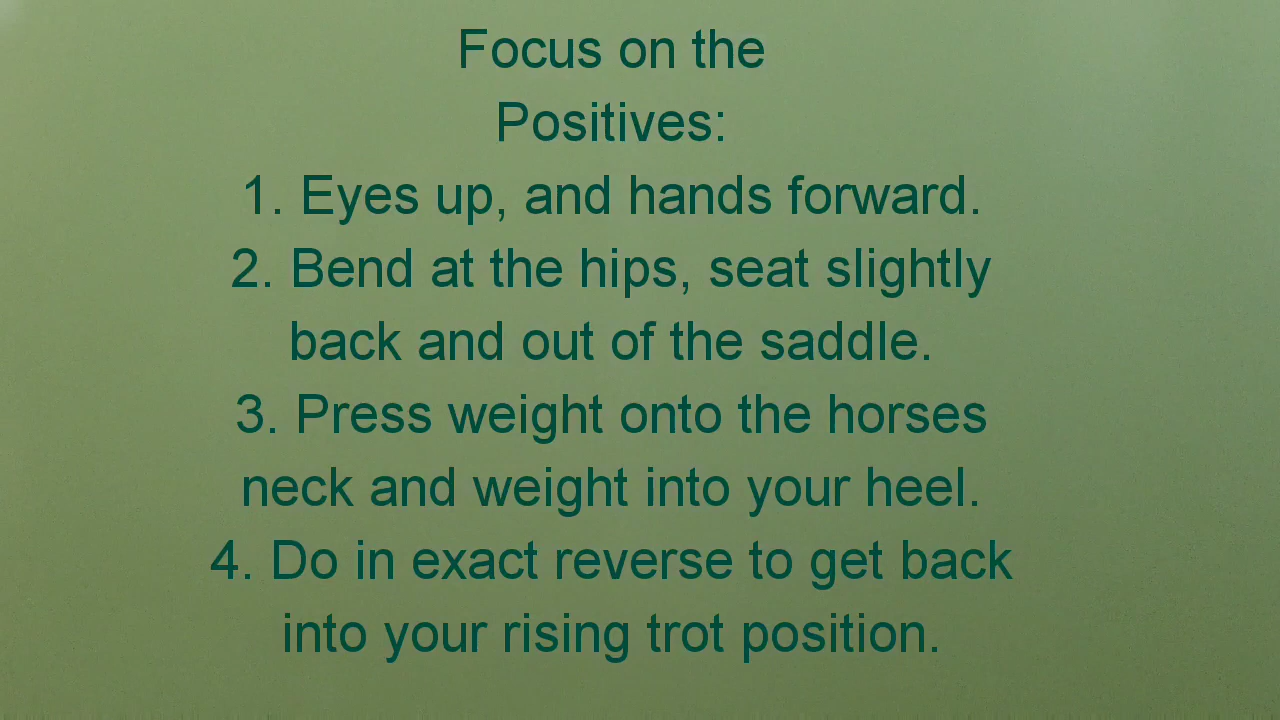 Focus on the
Positives:
1. Eyes up, and hands forward.
2. Bend at the hips, seat slightly
back and out of the saddle.
3. Press weight onto the horses
neck and weight into your heel.
4. Do in exact reverse to get back
into your rising trot position.